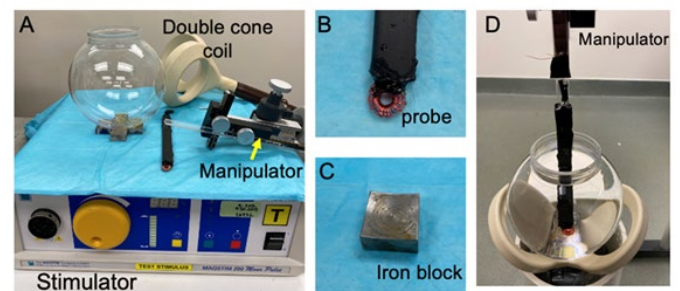 A
Double cone
coil
Manipulator
T
TEST STIMULUS
MAGSTIM 200
Stimulator
B
probe
C
Iron block
D
Manipulator